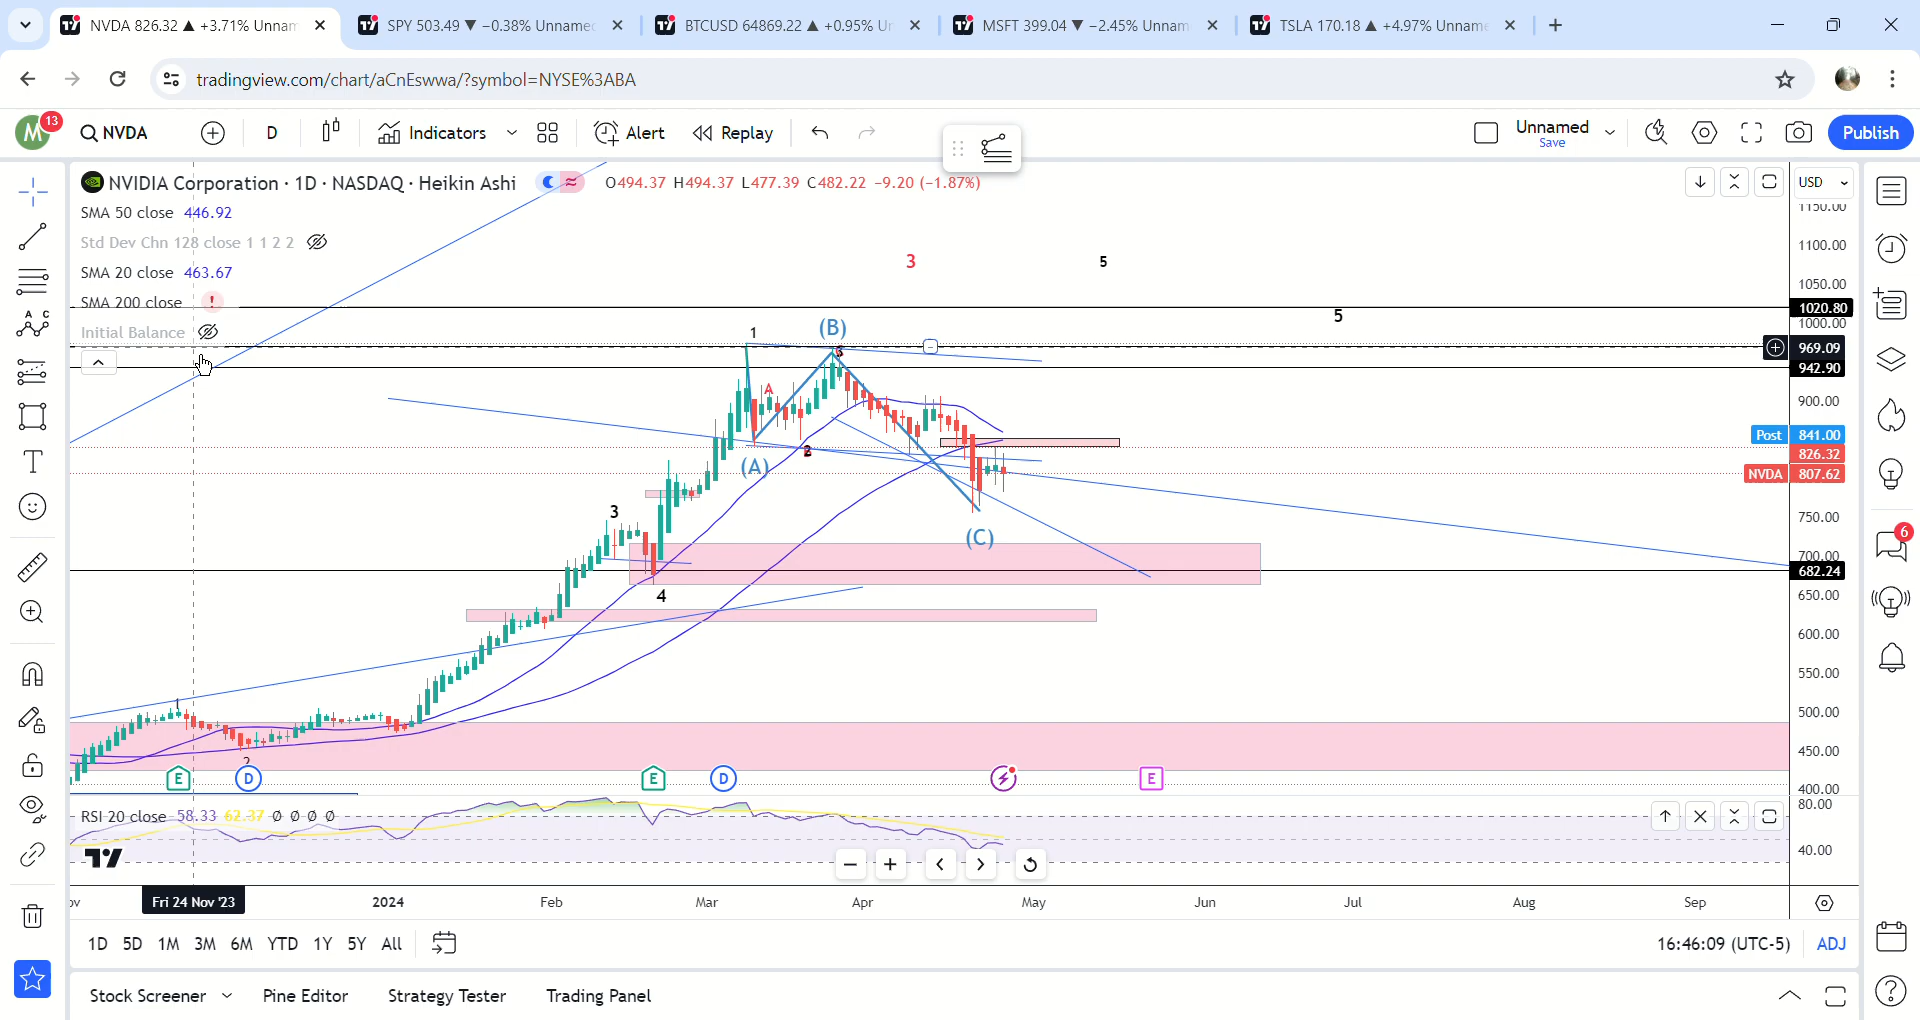 NVDA 826.32 ▲ +3.71% Unnam
SPY 503.49 ▼ −0.38% Unname
BTCUSD 64869.22 ▲ +0.95% Ur
MSFT 399.04 ▼ −2.45% Unnam
TSLA 170.18 ▲ +4.97% Unnam
tradingview.com/chart/aCnEswwa/?symbol=NYSE%3ABA
M 13
NVDA
D
Indicators
Alert
Replay
Unnamed
Save
Publish
NVIDIA Corporation · 1D · NASDAQ · Heikin Ashi
O494.37 H494.37 L477.39 C482.22 −9.20 (−1.87%)
USD
SMA 50 close 446.92
Std Dev Chn 128 close 1 1 2 2
SMA 20 close 463.67
SMA 200 close !
Initial Balance
1150.00
1100.00
1050.00
1020.80
1000.00
969.09
942.90
900.00
Post 841.00
826.32
NVDA 807.62
750.00
700.00
682.24
650.00
600.00
550.00
500.00
450.00
400.00
3
5
5
1
(B)
A
(A)
2
3
(C)
4
1
2
E
D
E
D
E
RSI 20 close 58.33 62.37 ∅ ∅ ∅ ∅
80.00
40.00
Fri 24 Nov '23
2024
Feb
Mar
Apr
May
Jun
Jul
Aug
Sep
1D 5D 1M 3M 6M YTD 1Y 5Y All
16:46:09 (UTC-5)
ADJ
Stock Screener
Pine Editor
Strategy Tester
Trading Panel
6